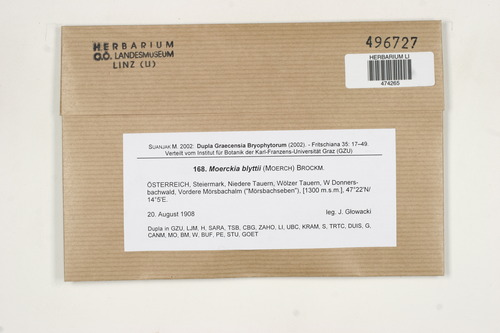 HERBARIUM
O.Ö. LANDESMUSEUM
LINZ (U)
496727
HERBARIUM LI
474265
SUANJAK M. 2002: Dupla Graecensia Bryophytorum (2002). - Fritschiana 35: 17–49.
Verteilt vom Institut für Botanik der Karl-Franzens-Universität Graz (GZU)
168. Moerckia blyttii (MOERCH) BROCKM.
ÖSTERREICH, Steiermark, Niedere Tauern, Wölzer Tauern, W Donners-
bachwald, Vordere Mörsbachalm ("Mörsbachseben"), [1300 m.s.m.], 47°22'N/
14°5'E.
20. August 1908
leg. J. Głowacki
Dupla in GZU, LJM, H, SARA, TSB, CBG, ZAHO, LI, UBC, KRAM, S, TRTC, DUIS, G,
CANM, MO, BM, W, BUF, PE, STU, GOET